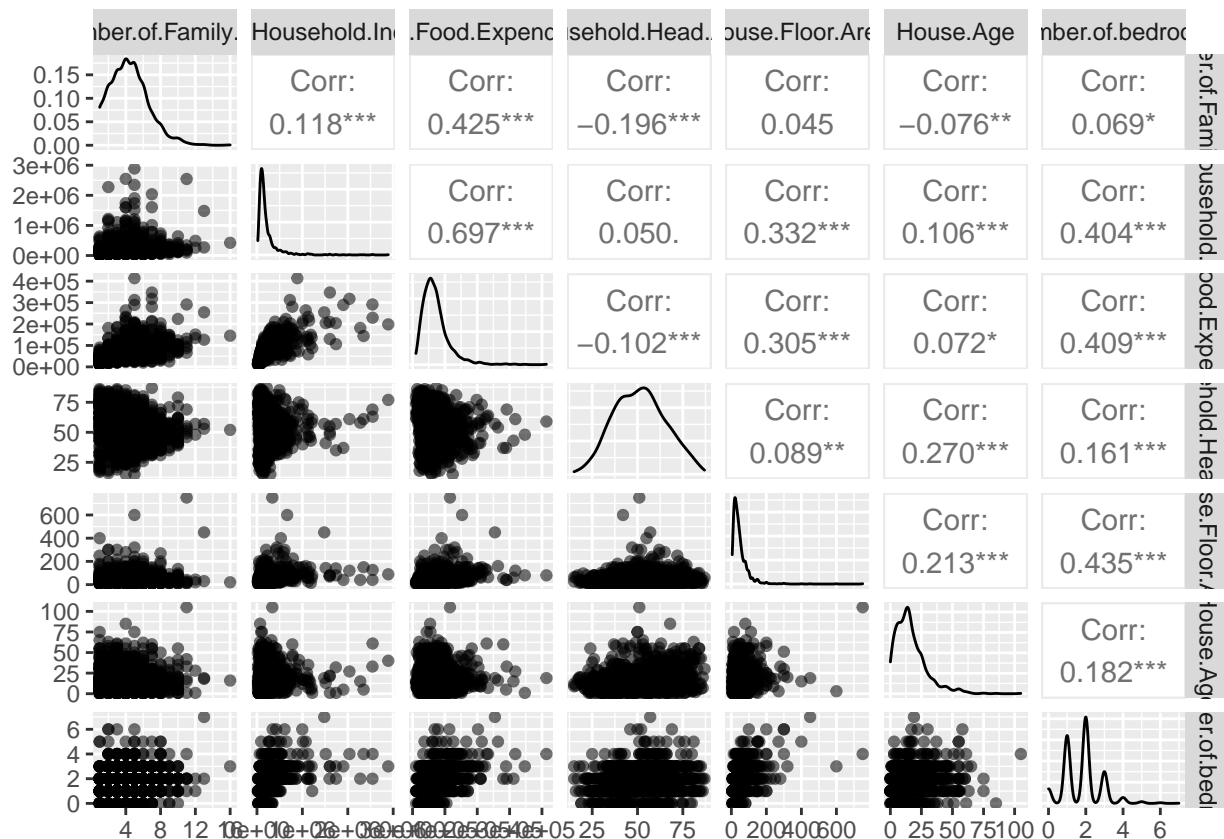 nber.of.Family. Household.Inc .Food.Expend sehold.Head. ouse.Floor.Are House.Age mber.of.bedroo
Corr: Corr: Corr: Corr: Corr: Corr:
0.118*** 0.425*** −0.196*** 0.045 −0.076** 0.069*
0.15
0.10
0.05
0.00
er.of.Fami
Corr: Corr: Corr: Corr: Corr:
0.697*** 0.050. 0.332*** 0.106*** 0.404***
3e+06
2e+06
1e+06
0e+00
ousehold.
Corr: Corr: Corr: Corr:
−0.102*** 0.305*** 0.072* 0.409***
4e+05
3e+05
2e+05
1e+05
0e+00
ood.Expe
Corr: Corr: Corr:
0.089** 0.270*** 0.161***
75
50
25
hold.Hea
Corr: Corr:
0.213*** 0.435***
600
400
200
0
se.Floor.A
Corr:
0.182***
100
75
50
25
0
House.Age
6
4
2
0
er.of.bed
4 8 12 16
25 50 75
0 200 400 600
0 25 50 75 100
0 2 4 6